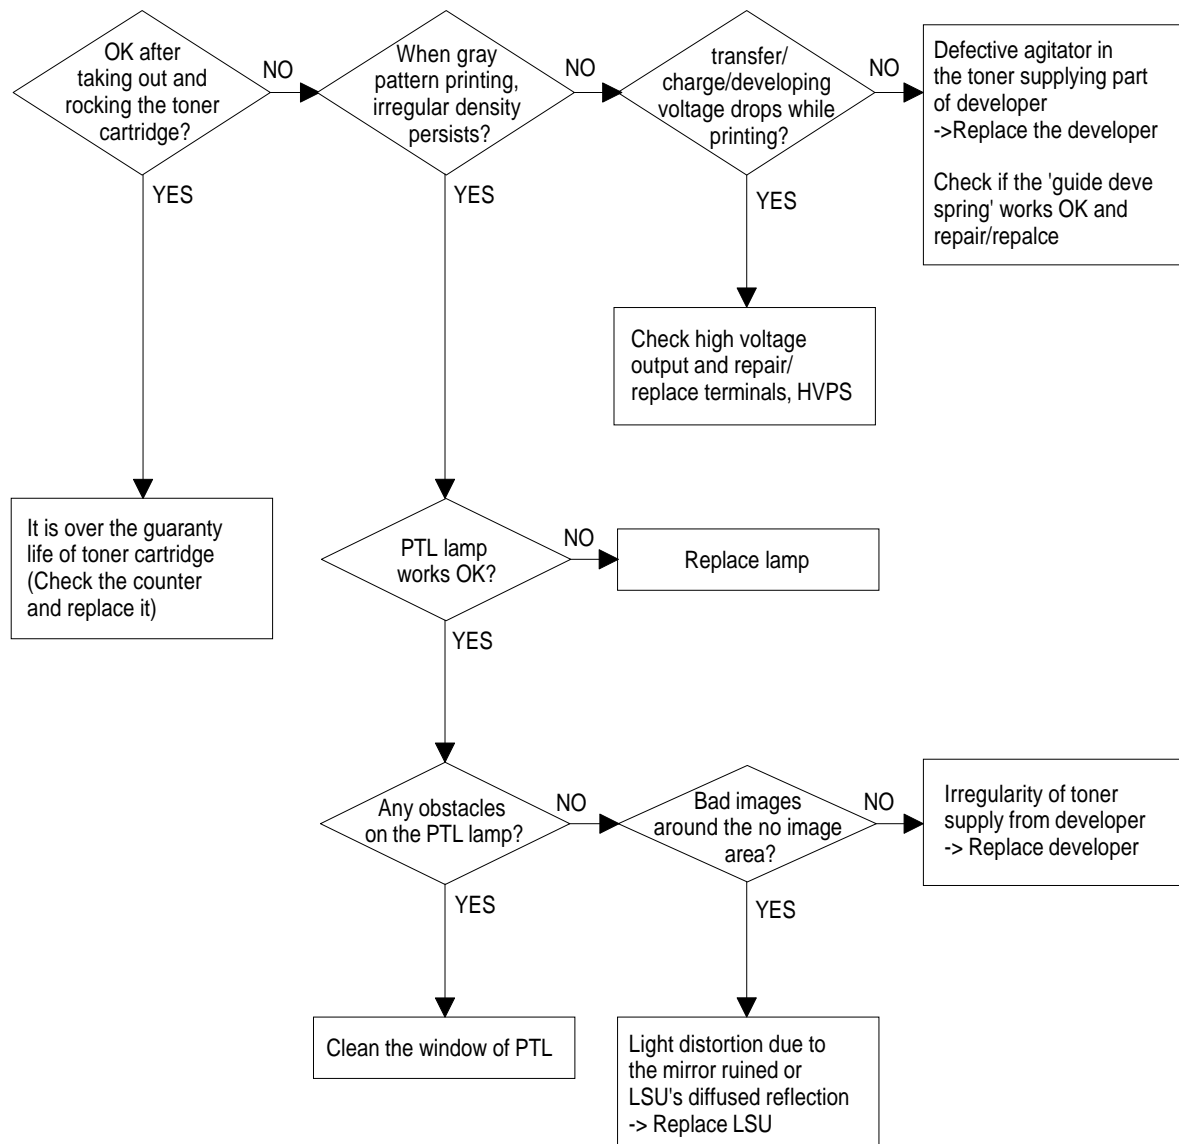 OK after
taking out and
rocking the toner
cartridge?
NO
When gray
pattern printing,
irregular density
persists?
NO
transfer/
charge/developing
voltage drops while
printing?
NO
Defective agitator in
the toner supplying part
of developer
->Replace the developer
Check if the 'guide deve
spring' works OK and
repair/repalce
YES
YES
YES
Check high voltage
output and repair/
replace terminals, HVPS
It is over the guaranty
life of toner cartridge
(Check the counter
and replace it)
PTL lamp
works OK?
NO
Replace lamp
YES
Any obstacles
on the PTL lamp?
NO
Bad images
around the no image
area?
NO
Irregularity of toner
supply from developer
-> Replace developer
YES
YES
Clean the window of PTL
Light distortion due to
the mirror ruined or
LSU's diffused reflection
-> Replace LSU